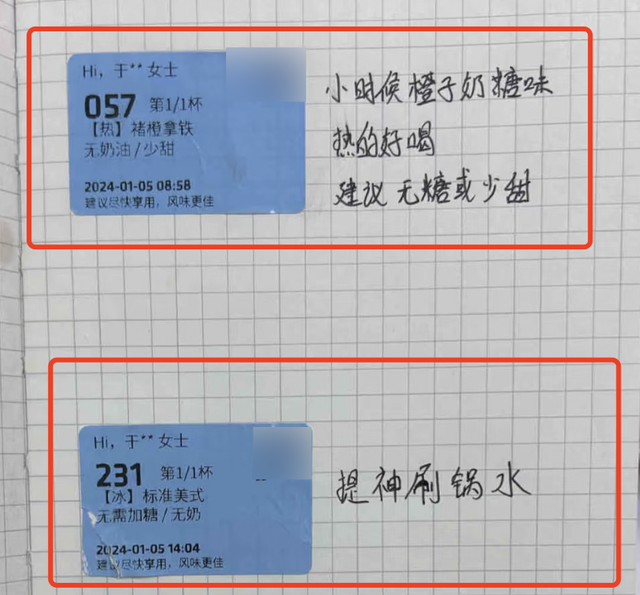 Hi，于** 女士
057 第1/1杯
【热】褚橙拿铁
无奶油/少甜
2024-01-05 08:58
建议尽快享用，风味更佳
小时候橙子奶糖味
热的好喝
建议无糖或少甜
Hi，于** 女士
231 第1/1杯
【冰】标准美式
无需加糖/无奶
2024-01-05 14:04
建议尽快享用，风味更佳
提神刷锅水